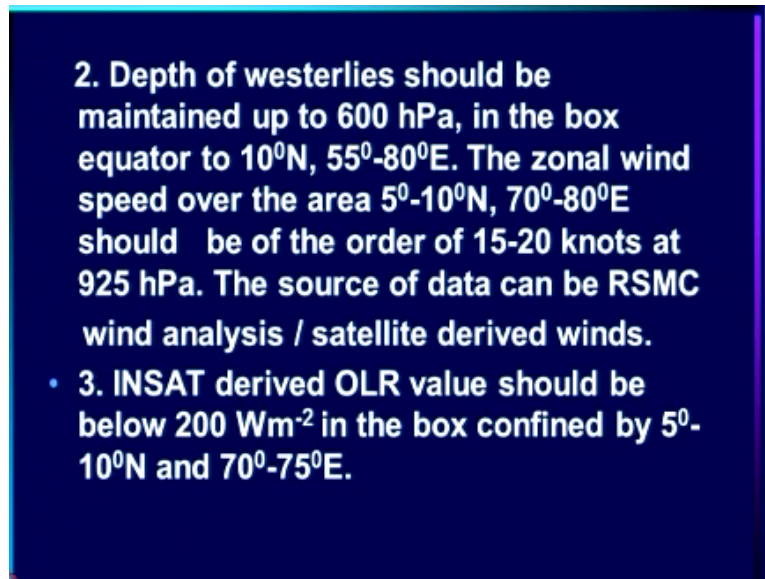 2. Depth of westerlies should be
maintained up to 600 hPa, in the box
equator to 10⁰N, 55⁰-80⁰E. The zonal wind
speed over the area 5⁰-10⁰N, 70⁰-80⁰E
should be of the order of 15-20 knots at
925 hPa. The source of data can be RSMC
wind analysis / satellite derived winds.
• 3. INSAT derived OLR value should be
below 200 Wm⁻² in the box confined by 5⁰-
10⁰N and 70⁰-75⁰E.